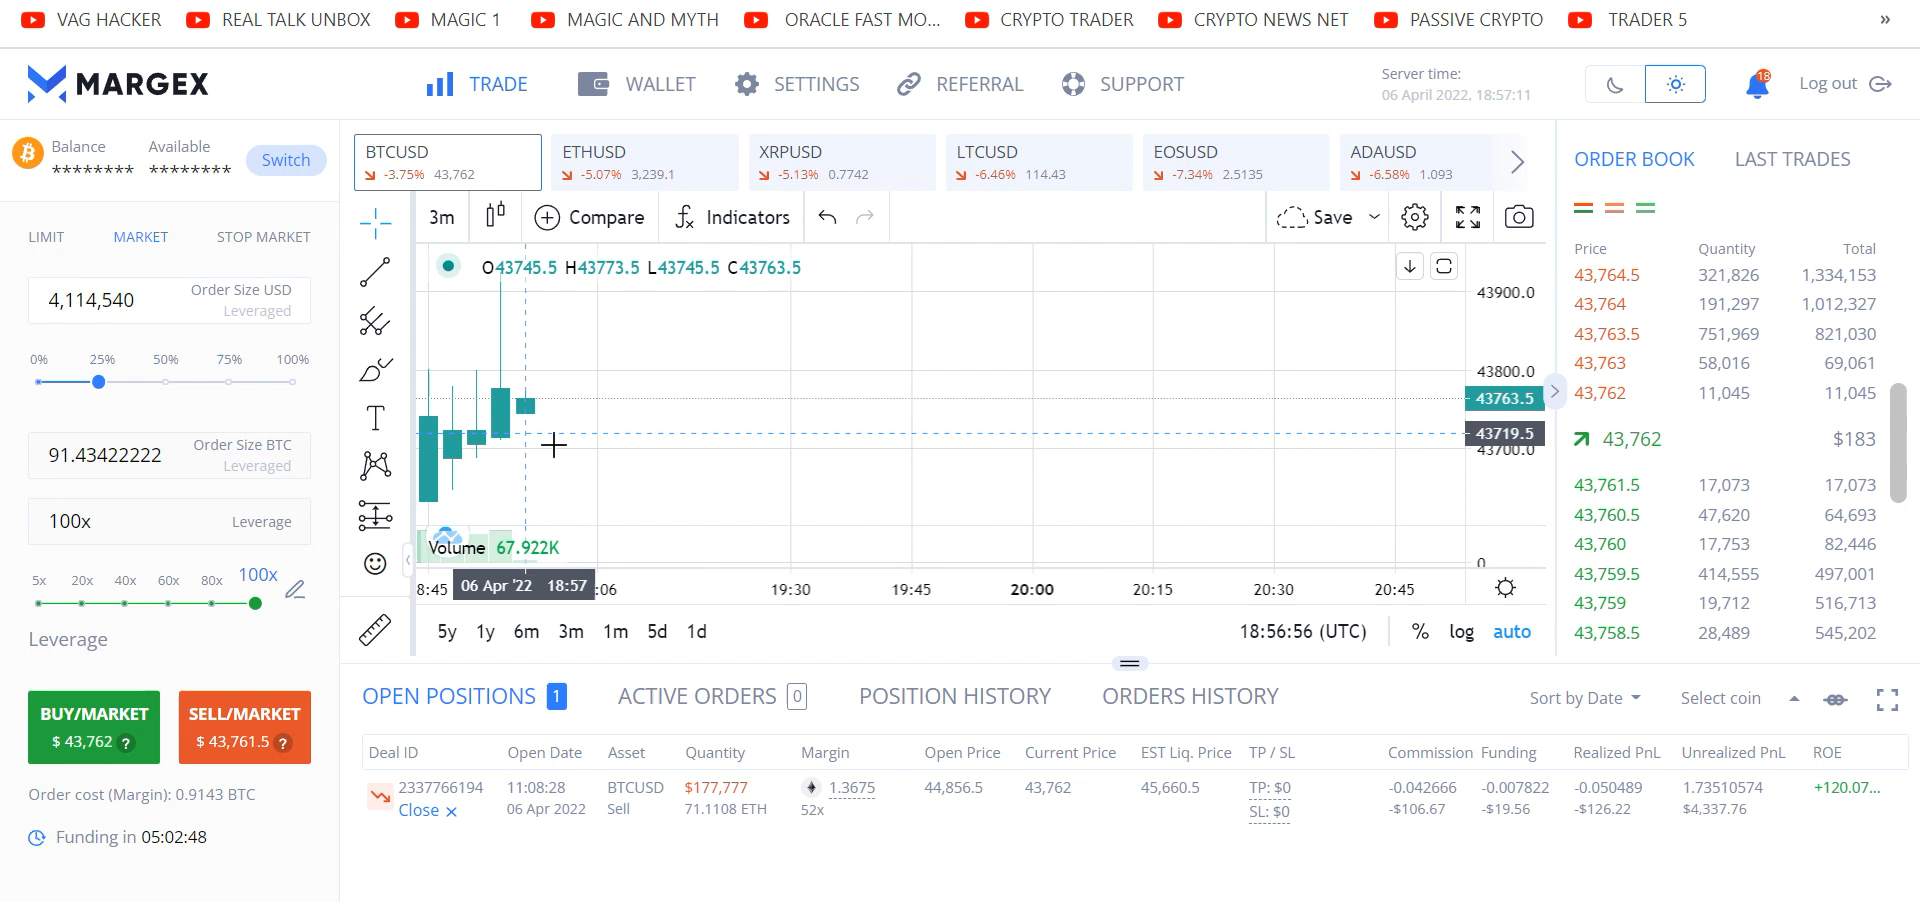 VAG HACKER REAL TALK UNBOX MAGIC 1 MAGIC AND MYTH ORACLE FAST MO... CRYPTO TRADER CRYPTO NEWS NET PASSIVE CRYPTO TRADER 5 »
MARGEX TRADE WALLET SETTINGS REFERRAL SUPPORT Server time: 18 Log out
06 April 2022, 18:57:11
Balance Available Switch
******** ********
BTCUSD ETHUSD XRPUSD LTCUSD EOSUSD ADAUSD
-3.75% 43,762 -5.07% 3,239.1 -5.13% 0.7742 -6.46% 114.43 -7.34% 2.5135 -6.58% 1.093
ORDER BOOK LAST TRADES
3m Compare Indicators Save
LIMIT MARKET STOP MARKET
O43745.5 H43773.5 L43745.5 C43763.5
4,114,540 Order Size USD
Leveraged
0% 25% 50% 75% 100%
91.43422222 Order Size BTC
Leveraged
100x Leverage
5x 20x 40x 60x 80x 100x
Leverage
BUY/MARKET SELL/MARKET
$ 43,762 ? $ 43,761.5 ?
Order cost (Margin): 0.9143 BTC
Funding in 05:02:48
43900.0
43800.0
43763.5
43719.5
43700.0
0
Volume 67.922K
8:45 06 Apr '22 18:57 :06 19:30 19:45 20:00 20:15 20:30 20:45
5y 1y 6m 3m 1m 5d 1d 18:56:56 (UTC) % log auto
Price Quantity Total
43,764.5 321,826 1,334,153
43,764 191,297 1,012,327
43,763.5 751,969 821,030
43,763 58,016 69,061
43,762 11,045 11,045
43,762 $183
43,761.5 17,073 17,073
43,760.5 47,620 64,693
43,760 17,753 82,446
43,759.5 414,555 497,001
43,759 19,712 516,713
43,758.5 28,489 545,202
OPEN POSITIONS 1 ACTIVE ORDERS 0 POSITION HISTORY ORDERS HISTORY Sort by Date Select coin
Deal ID Open Date Asset Quantity Margin Open Price Current Price EST Liq. Price TP / SL Commission Funding Realized PnL Unrealized PnL ROE
2337766194 11:08:28 BTCUSD $177,777 1.3675 44,856.5 43,762 45,660.5 TP: $0 -0.042666 -0.007822 -0.050489 1.73510574 +120.07...
Close × 06 Apr 2022 Sell 71.1108 ETH 52x SL: $0 -$106.67 -$19.56 -$126.22 $4,337.76